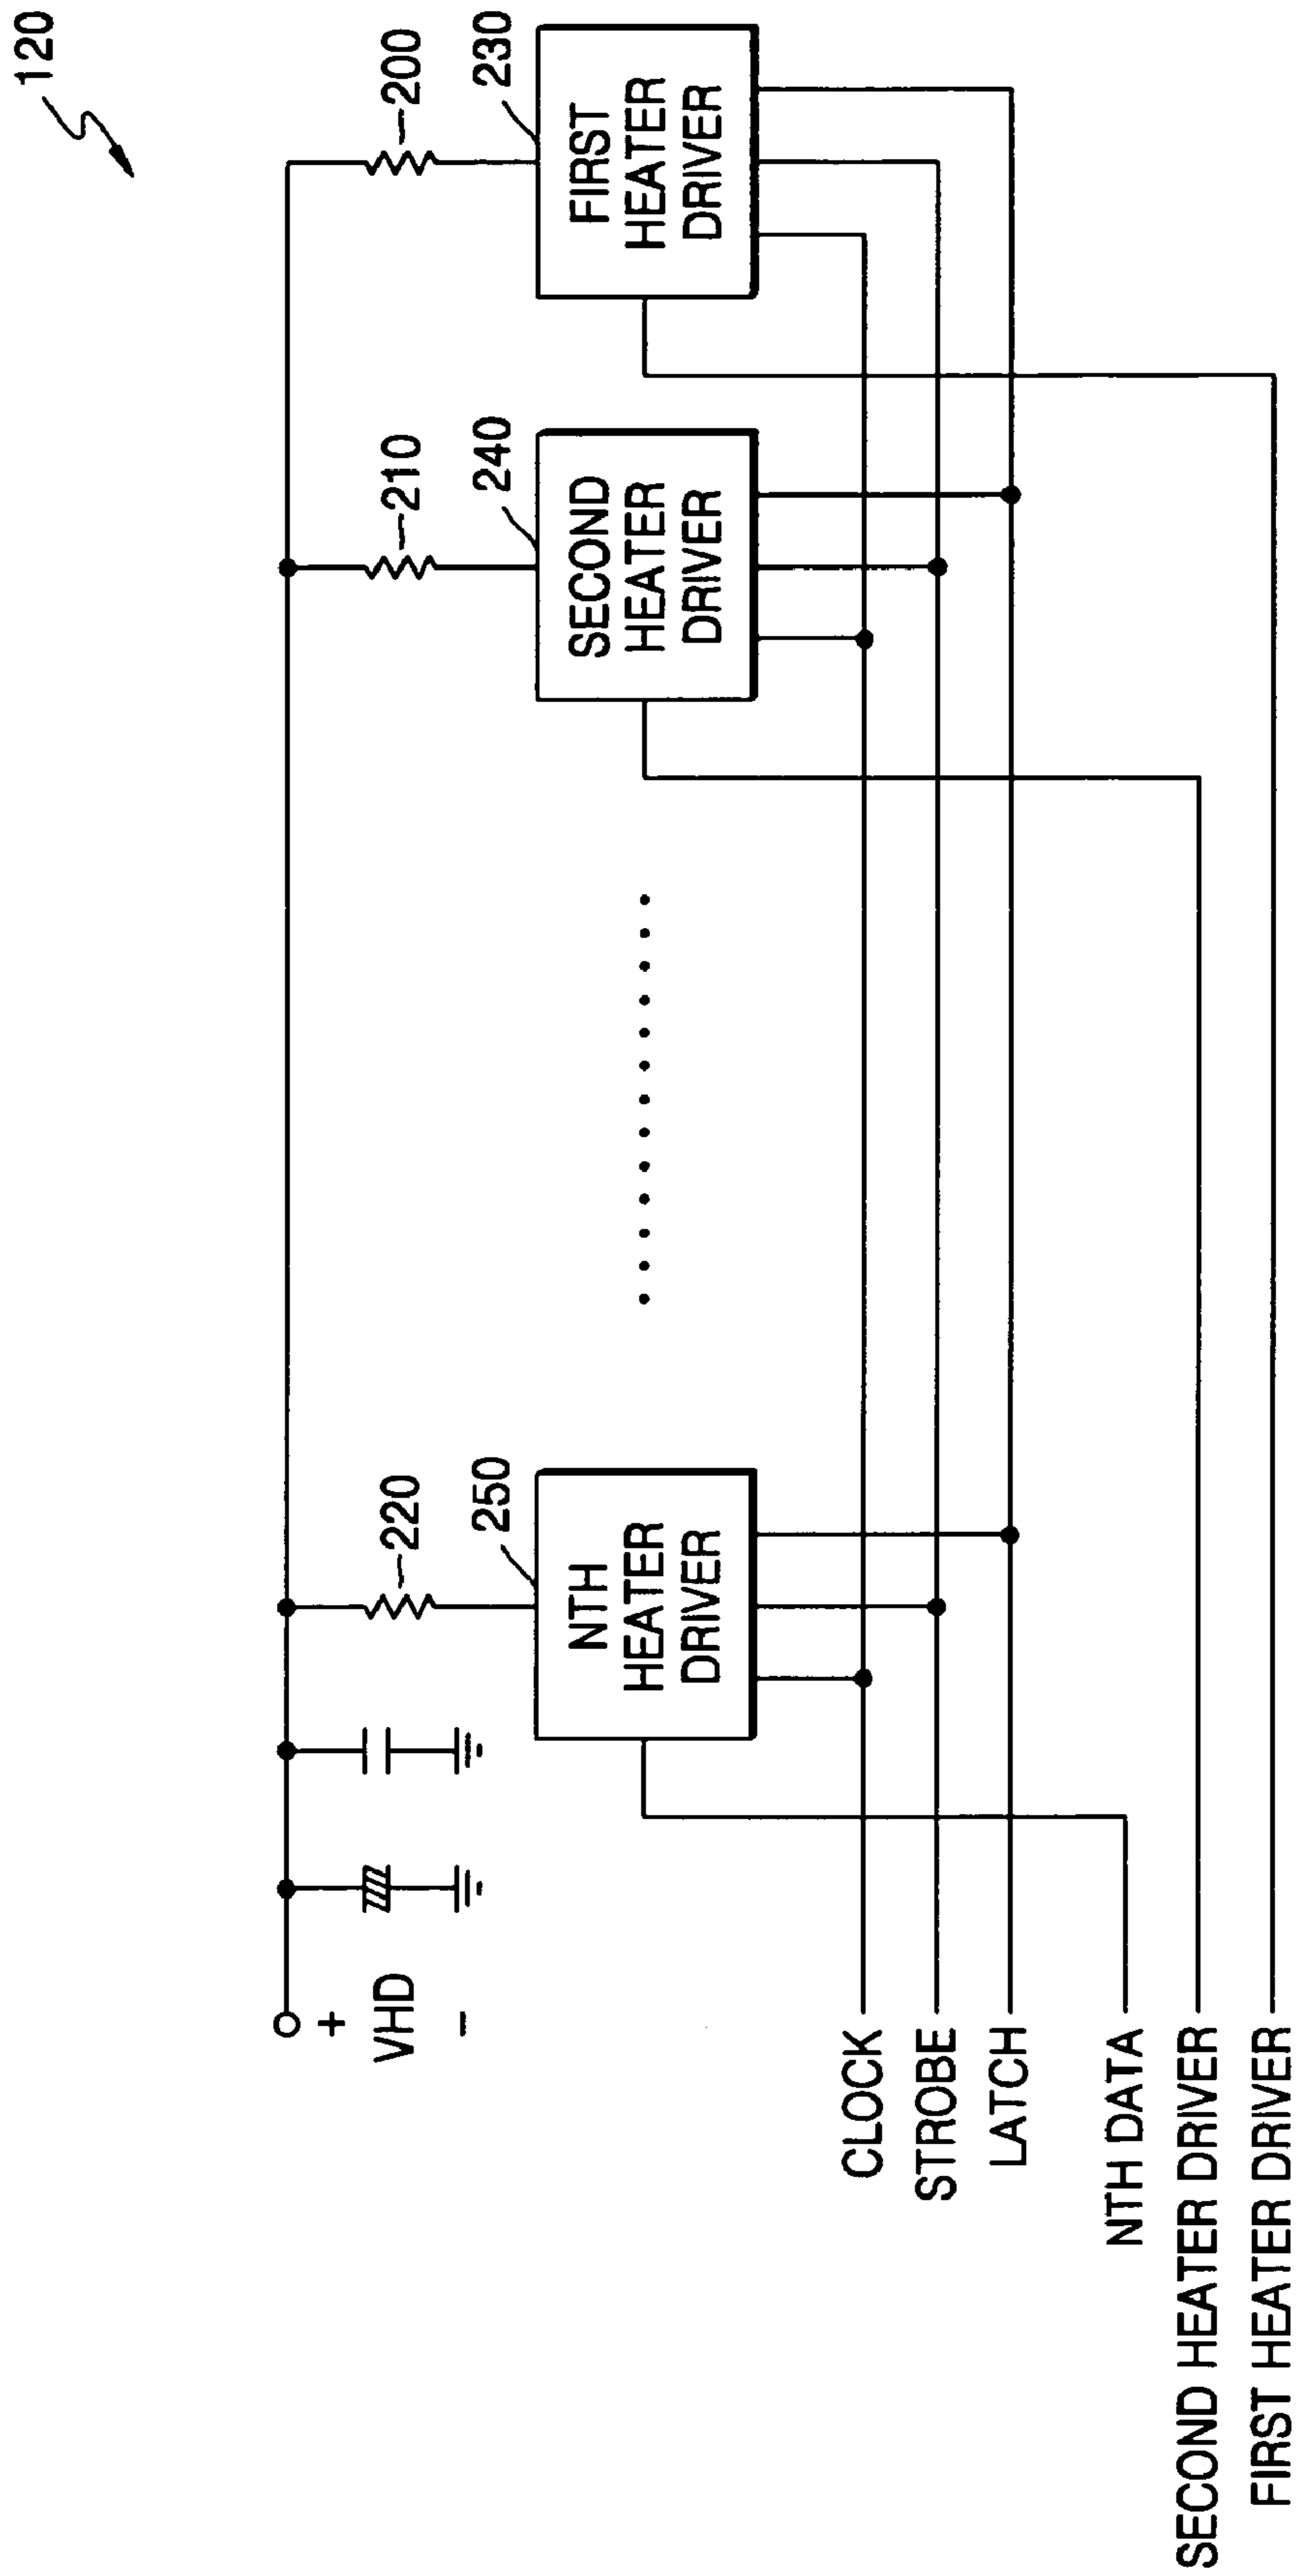 120
220
210
200
+
VHD
-
250
240
230
NTH
HEATER
DRIVER
SECOND
HEATER
DRIVER
FIRST
HEATER
DRIVER
CLOCK
STROBE
LATCH
NTH DATA
SECOND HEATER DRIVER
FIRST HEATER DRIVER